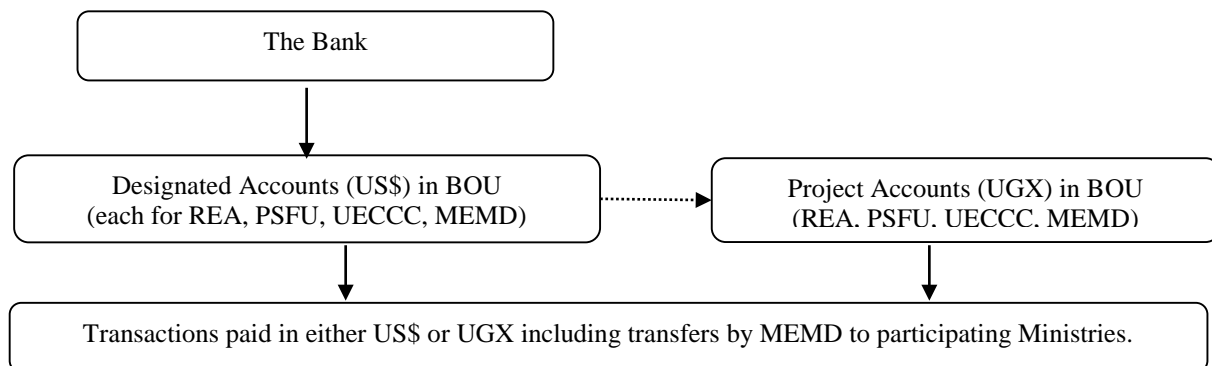 The Bank
Designated Accounts (US$) in BOU
(each for REA, PSFU, UECCC, MEMD)
Project Accounts (UGX) in BOU
(REA, PSFU, UECCC, MEMD)
Transactions paid in either US$ or UGX including transfers by MEMD to participating Ministries.